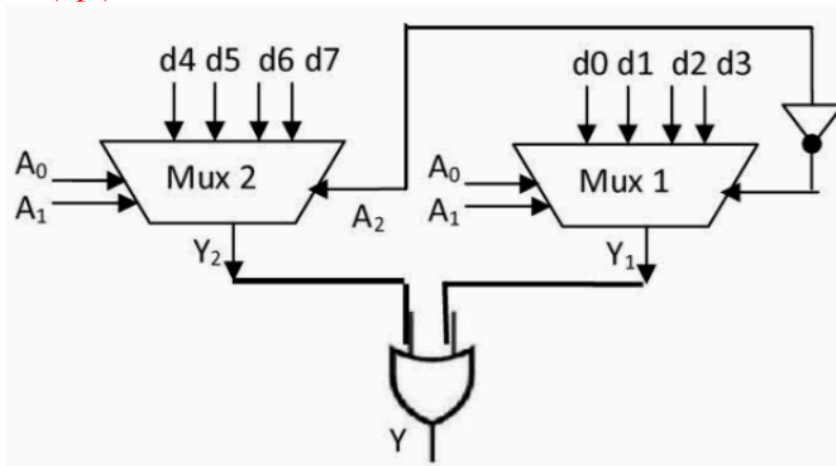 d4 d5 d6 d7
d0 d1 d2 d3
A₀
Mux 2
A₁
A₂
A₀
Mux 1
A₁
Y₂
Y₁
Y